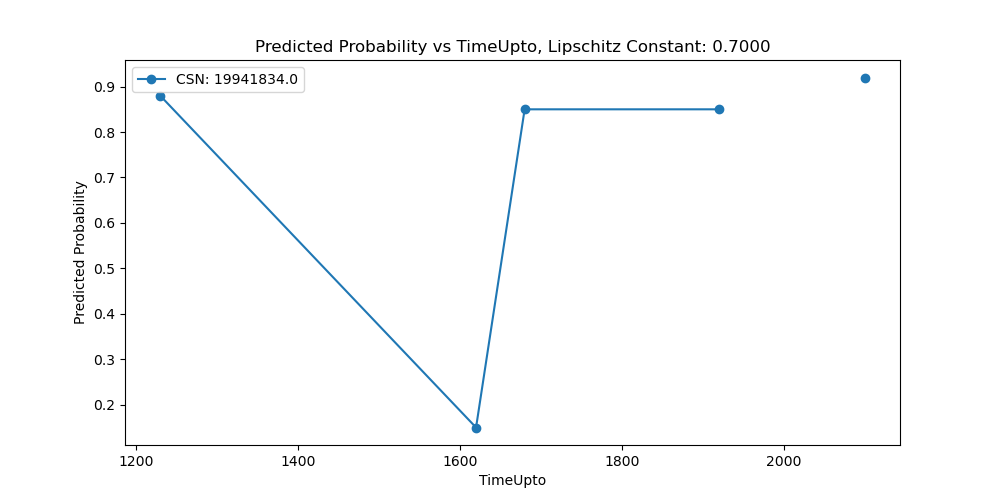 Predicted Probability vs TimeUpto, Lipschitz Constant: 0.7000
CSN: 19941834.0
Predicted Probability
0.9
0.8
0.7
0.6
0.5
0.4
0.3
0.2
1200 1400 1600 1800 2000
TimeUpto